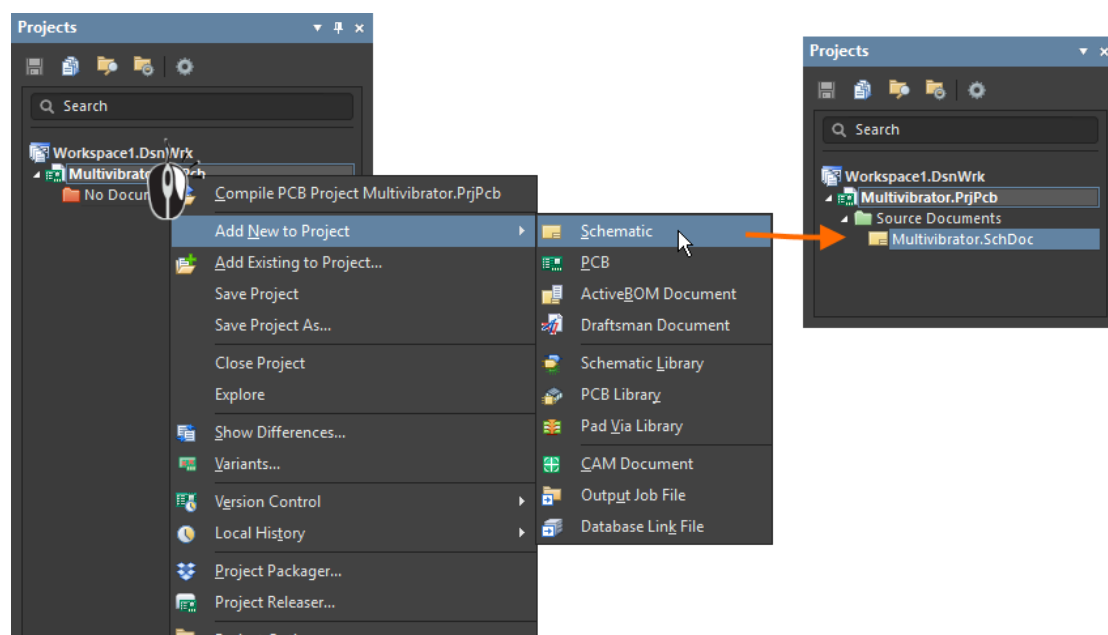 Projects
Search
Workspace1.DsnWrk
Multivibrator.PrjPcb
No Docum
Compile PCB Project Multivibrator.PrjPcb
Add New to Project
Add Existing to Project...
Save Project
Save Project As...
Close Project
Explore
Show Differences...
Variants...
Version Control
Local History
Project Packager...
Project Releaser...
Schematic
PCB
ActiveBOM Document
Draftsman Document
Schematic Library
PCB Library
Pad Via Library
CAM Document
Output Job File
Database Link File
Projects
Search
Workspace1.DsnWrk
Multivibrator.PrjPcb
Source Documents
Multivibrator.SchDoc